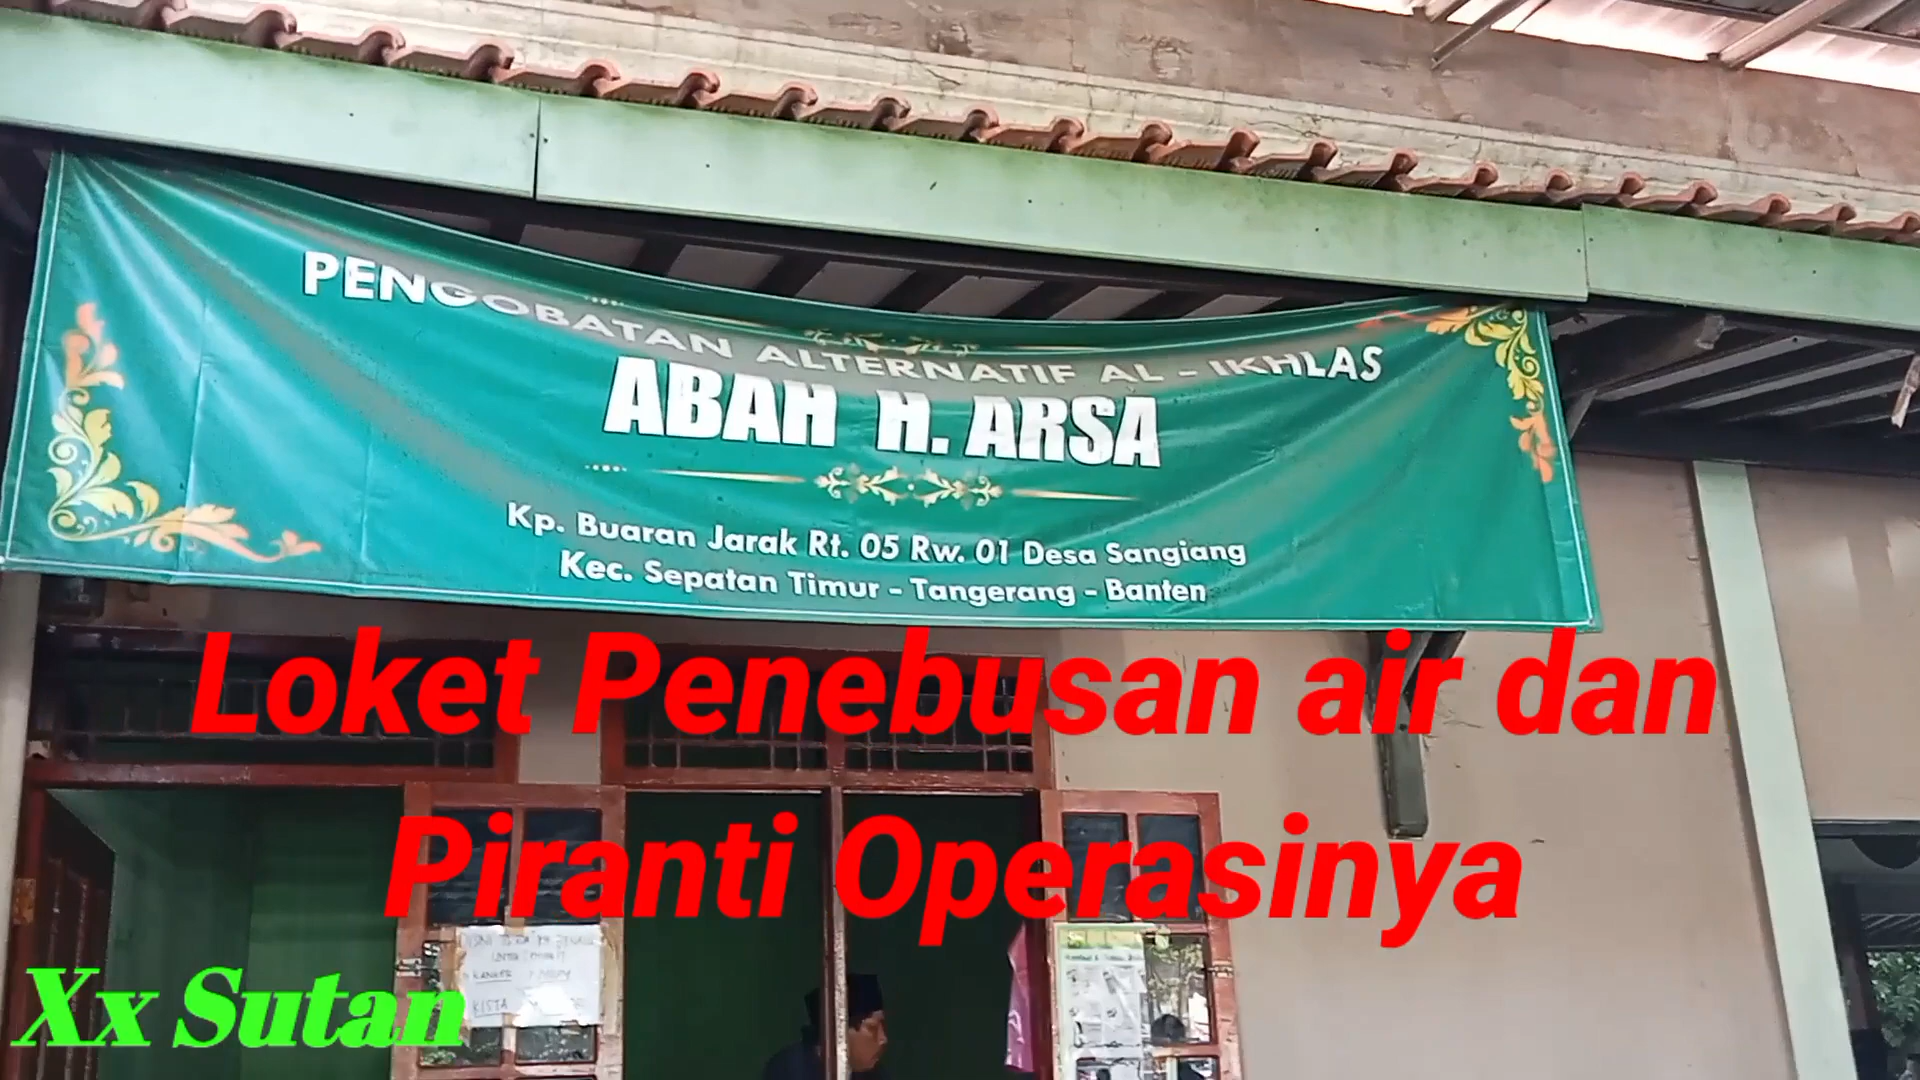 PENGOBATAN ALTERNATIF AL - IKHLAS
ABAH H. ARSA
Kp. Buaran Jarak Rt. 05 Rw. 01 Desa Sangiang
Kec. Sepatan Timur - Tangerang - Banten
Loket Penebusan air dan
Piranti Operasinya
KISTA
Xx Sutan